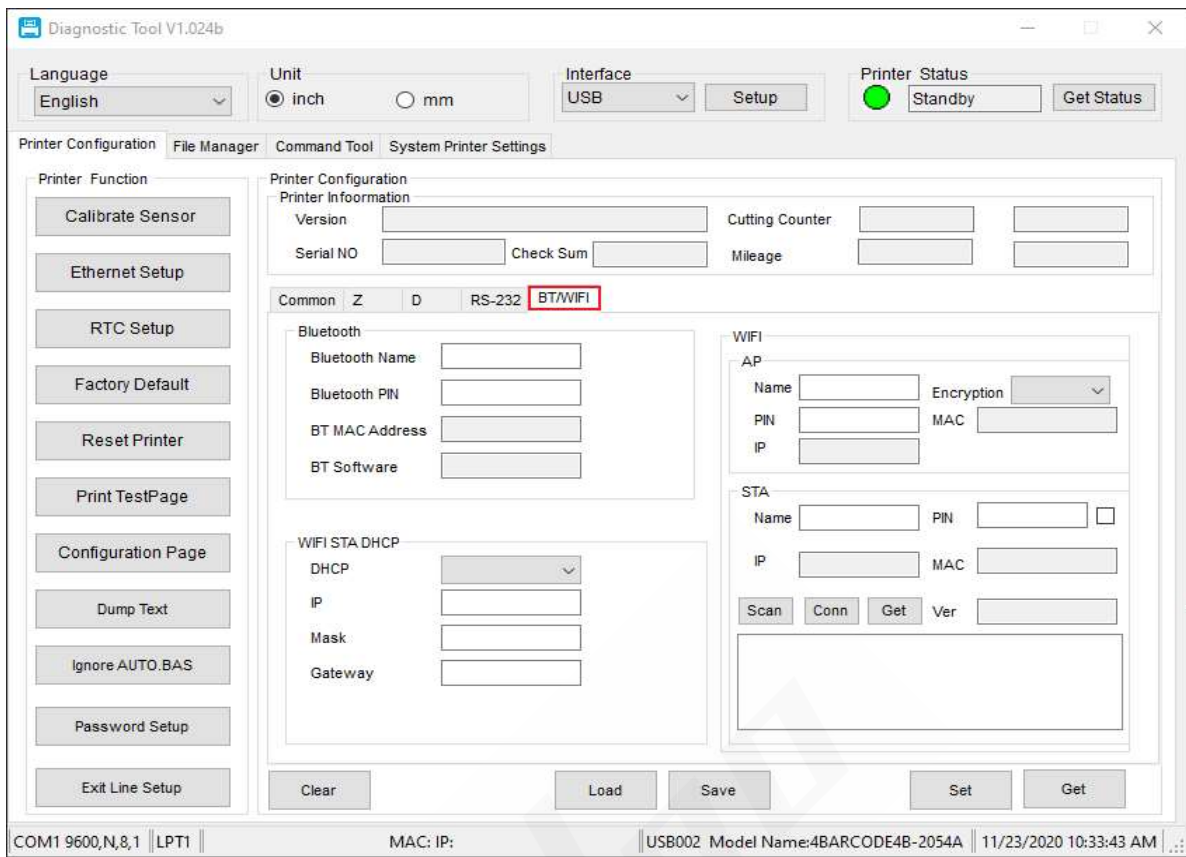 Diagnostic Tool V1.024b
Language
English
Unit
inch
mm
Interface
USB
Setup
Printer Status
Standby
Get Status
Printer Configuration
File Manager
Command Tool
System Printer Settings
Printer Function
Calibrate Sensor
Ethernet Setup
RTC Setup
Factory Default
Reset Printer
Print TestPage
Configuration Page
Dump Text
Ignore AUTO.BAS
Password Setup
Exit Line Setup
Printer Configuration
Printer Infoormation
Version
Cutting Counter
Serial NO
Check Sum
Mileage
Common
Z
D
RS-232
BT/WIFI
Bluetooth
Bluetooth Name
Bluetooth PIN
BT MAC Address
BT Software
WIFI STA DHCP
DHCP
IP
Mask
Gateway
WIFI
AP
Name
Encryption
PIN
MAC
IP
STA
Name
PIN
IP
MAC
Scan
Conn
Get
Ver
Clear
Load
Save
Set
Get
COM1 9600,N,8,1
LPT1
MAC: IP:
USB002 Model Name:4BARCODE4B-2054A
11/23/2020 10:33:43 AM